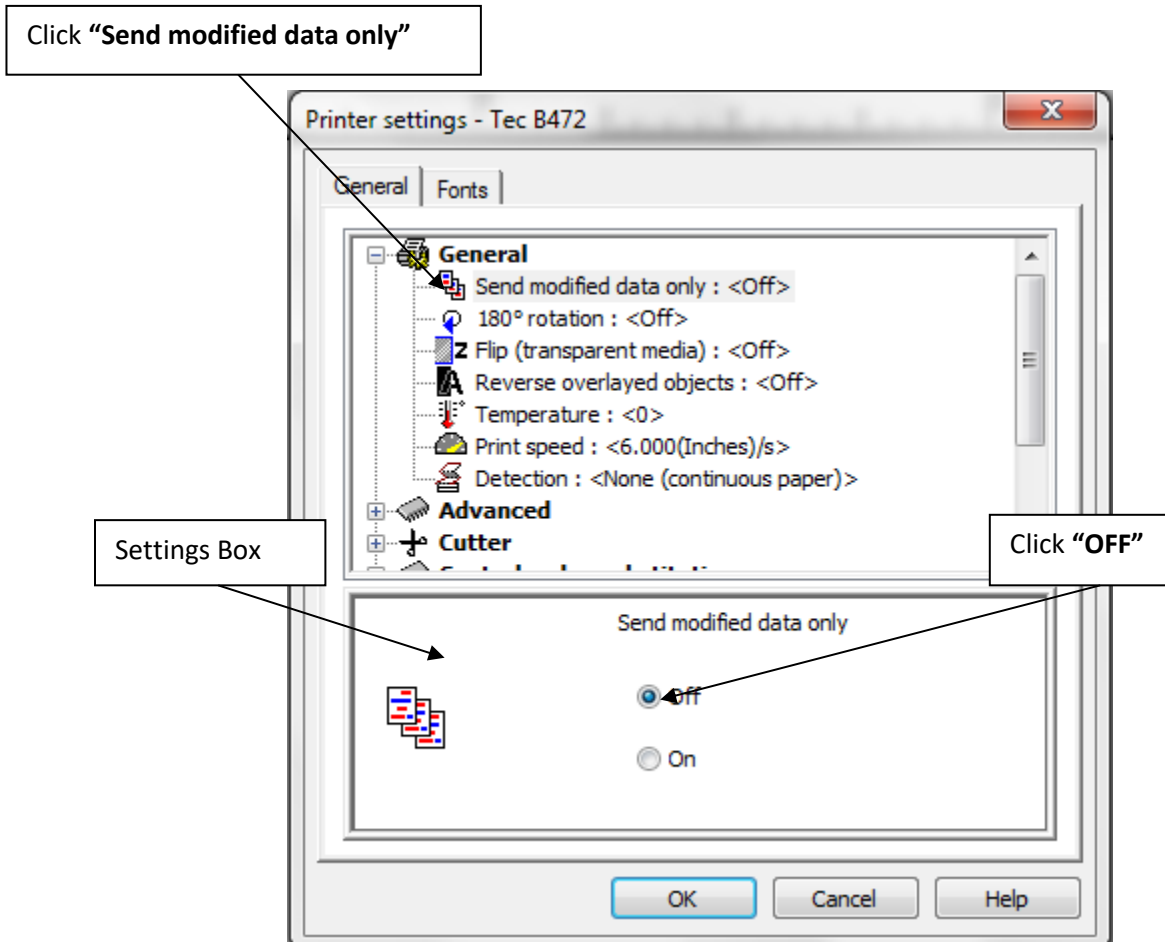 Click “Send modified data only”
Printer settings - Tec B472
General Fonts
General
Send modified data only : <Off>
180° rotation : <Off>
Z Flip (transparent media) : <Off>
A Reverse overlayed objects : <Off>
Temperature : <0>
Print speed : <6.000(Inches)/s>
Detection : <None (continuous paper)>
Advanced
Cutter
Settings Box
Click “OFF”
Send modified data only
Off
On
OK Cancel Help